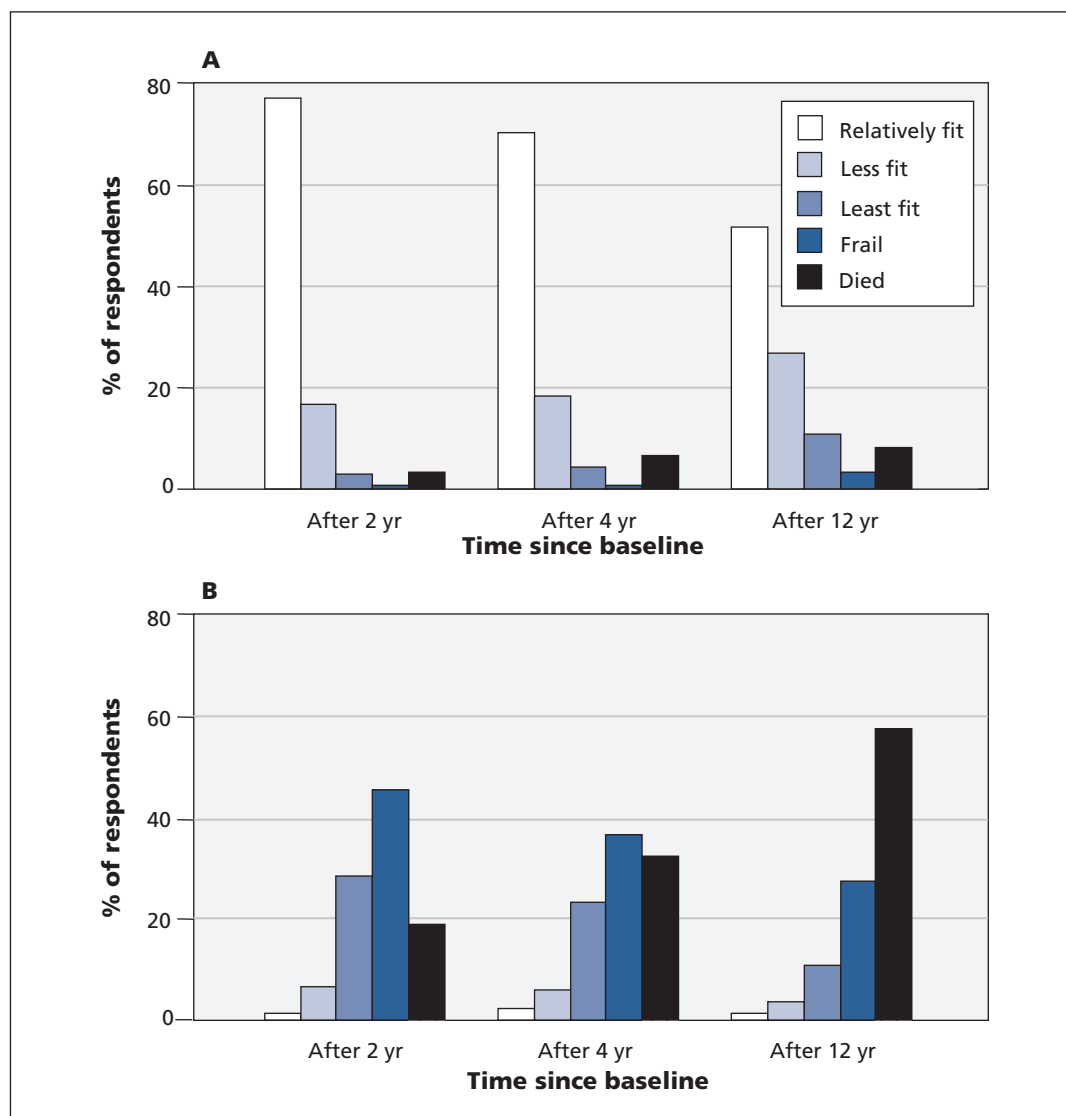 A
80
60
40
20
0
% of respondents
Relatively fit
Less fit
Least fit
Frail
Died
After 2 yr
After 4 yr
After 12 yr
Time since baseline
B
80
60
40
20
0
% of respondents
After 2 yr
After 4 yr
After 12 yr
Time since baseline